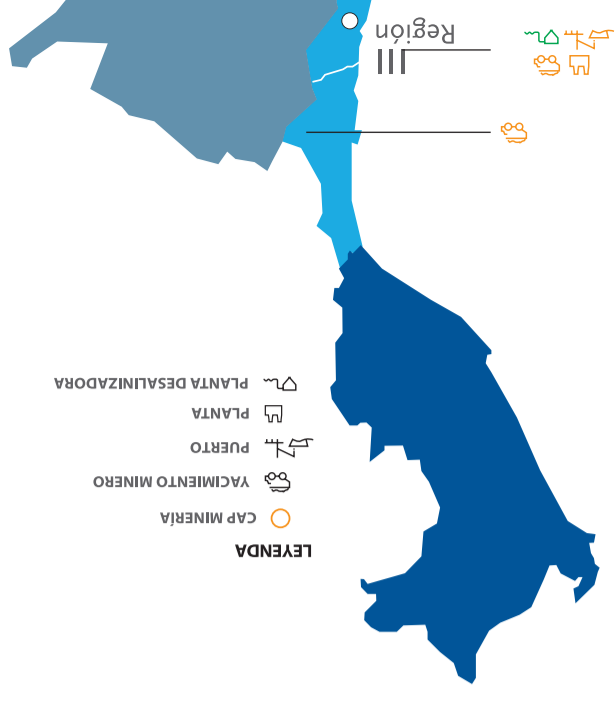 LEYENDA
CAP MINERÍA
YACIMIENTO MINERO
PUERTO
PLANTA
PLANTA DESALINIZADORA
III
Región